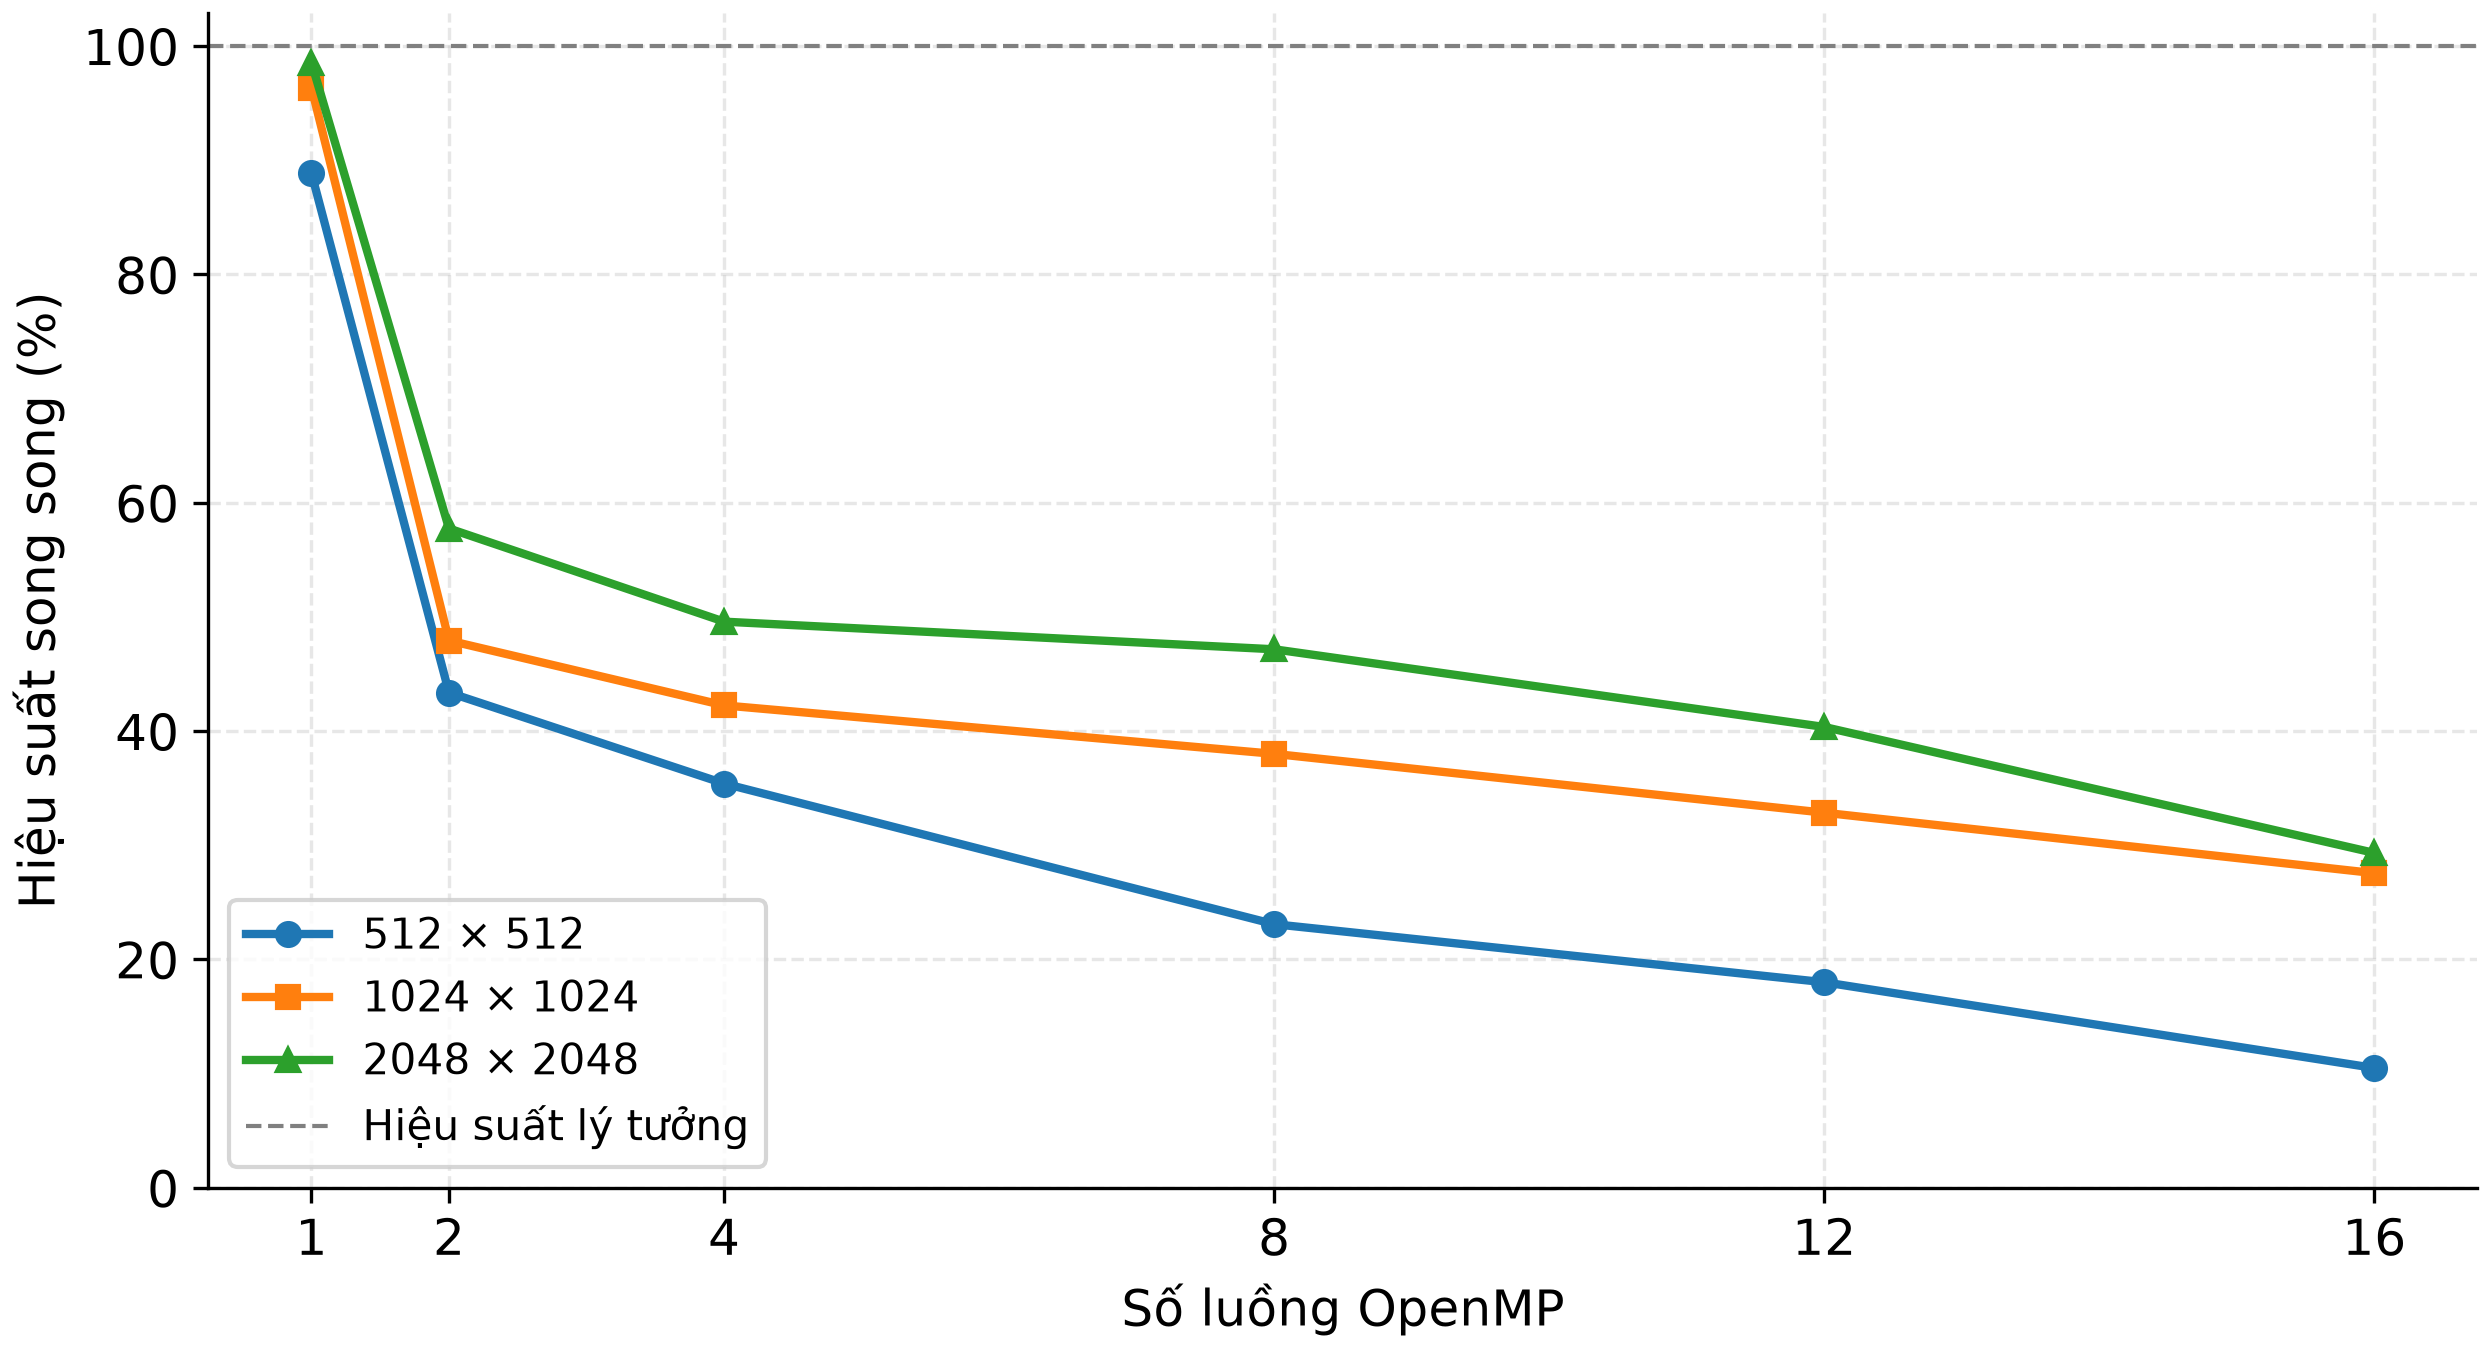 Hiệu suất song song (%)
100
80
60
40
20
0
512 × 512
1024 × 1024
2048 × 2048
Hiệu suất lý tưởng
1 2 4 8 12 16
Số luồng OpenMP